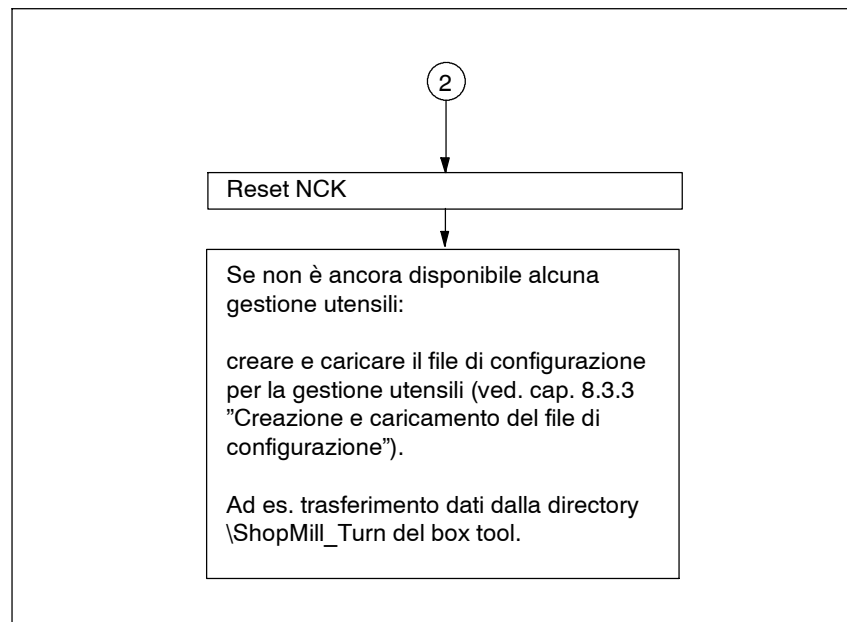 2
Reset NCK
Se non è ancora disponibile alcuna
gestione utensili:
creare e caricare il file di configurazione
per la gestione utensili (ved. cap. 8.3.3
”Creazione e caricamento del file di
configurazione”).
Ad es. trasferimento dati dalla directory
\ShopMill_Turn del box tool.